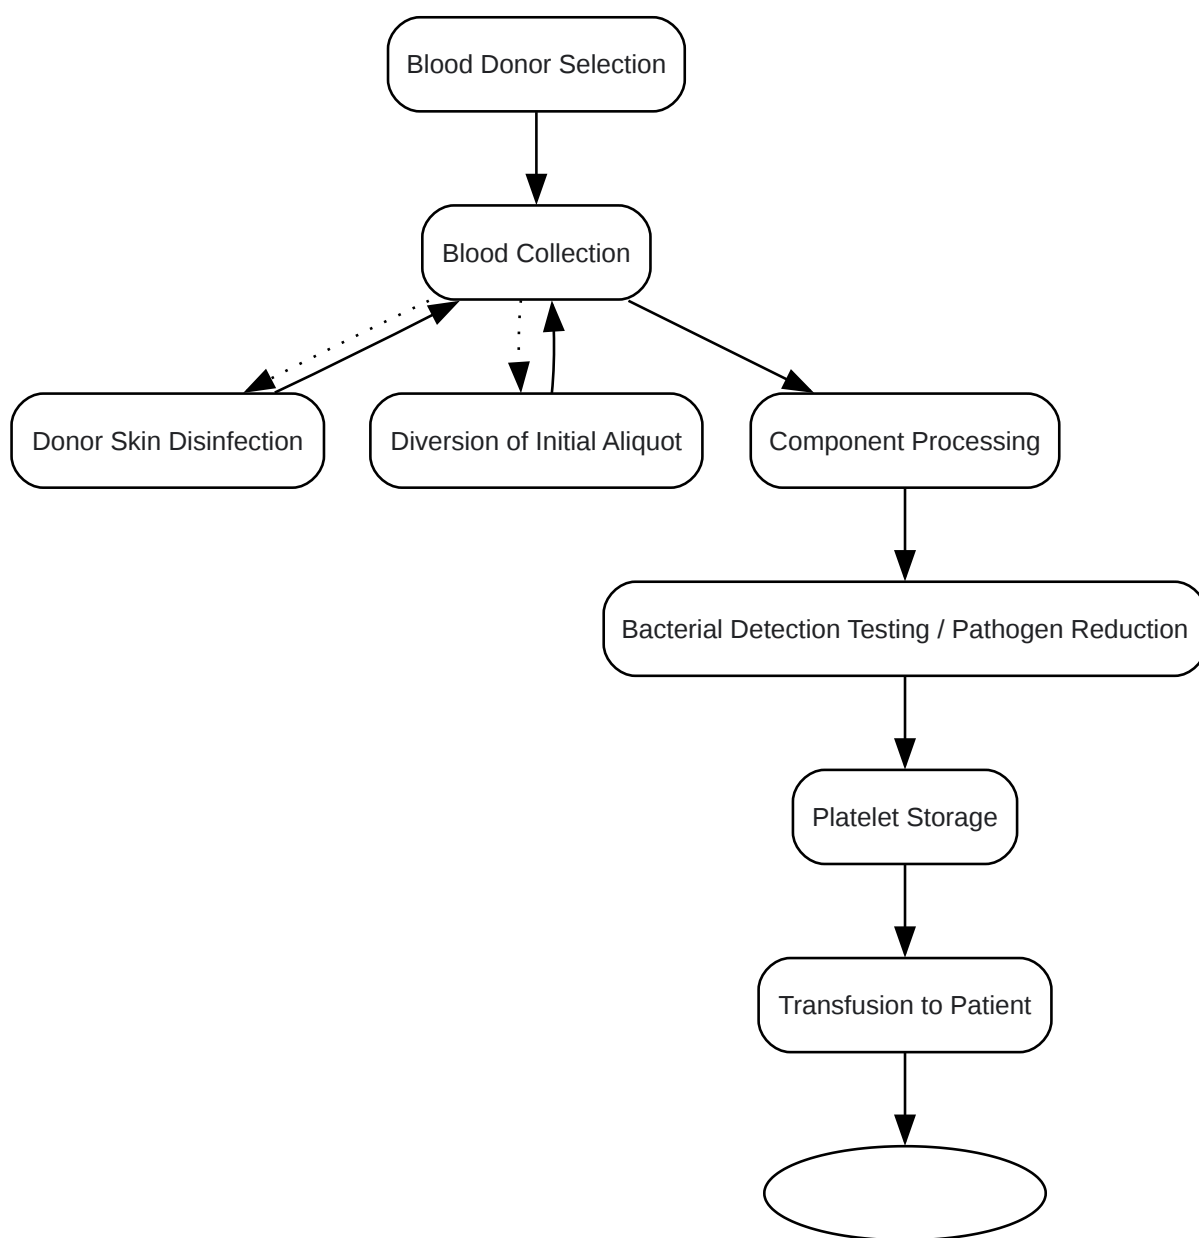 Blood Donor Selection
Blood Collection
Donor Skin Disinfection
Diversion of Initial Aliquot
Component Processing
Bacterial Detection Testing / Pathogen Reduction
Platelet Storage
Transfusion to Patient